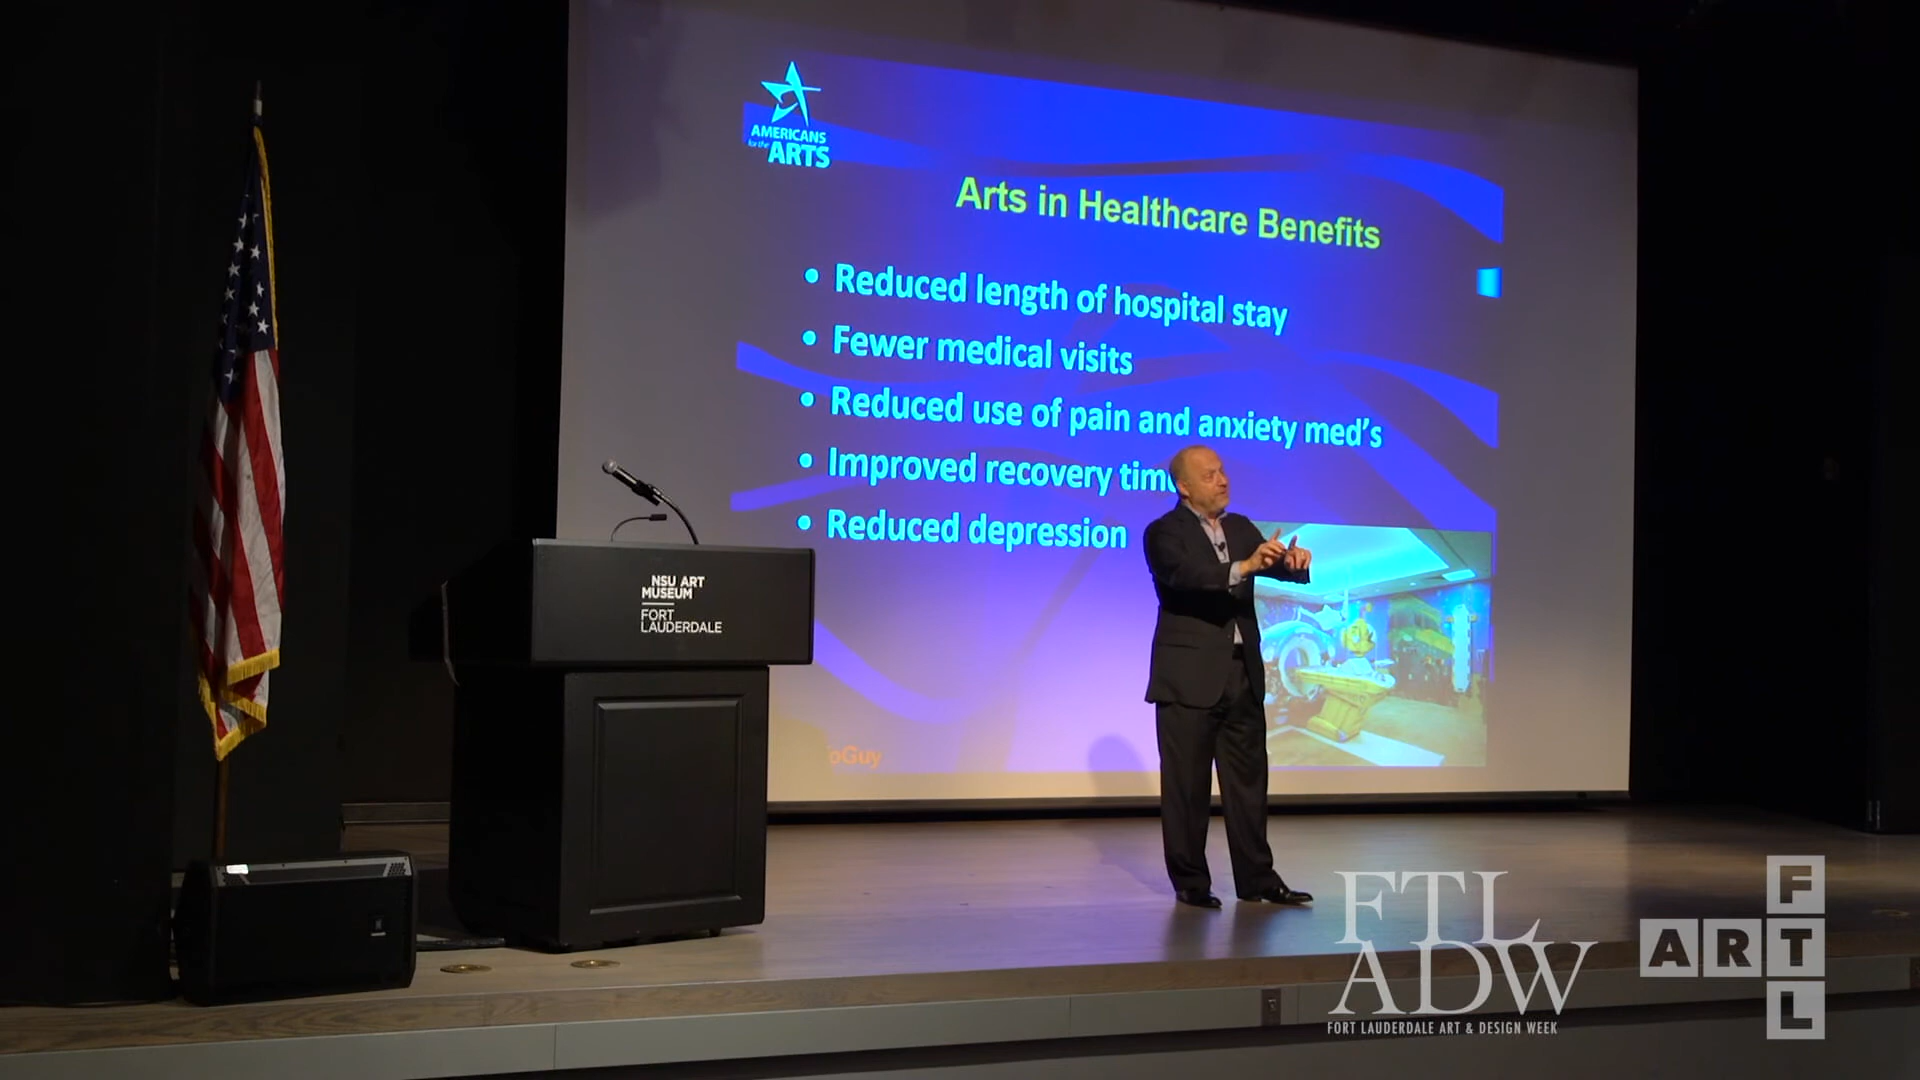 AMERICANS
for the
ARTS
Arts in Healthcare Benefits
• Reduced length of hospital stay
• Fewer medical visits
• Reduced use of pain and anxiety med’s
• Improved recovery
• Reduced depression
NSU ART
MUSEUM
FORT
LAUDERDALE
FTL
ADW
FORT LAUDERDALE ART & DESIGN WEEK
ART
FTL